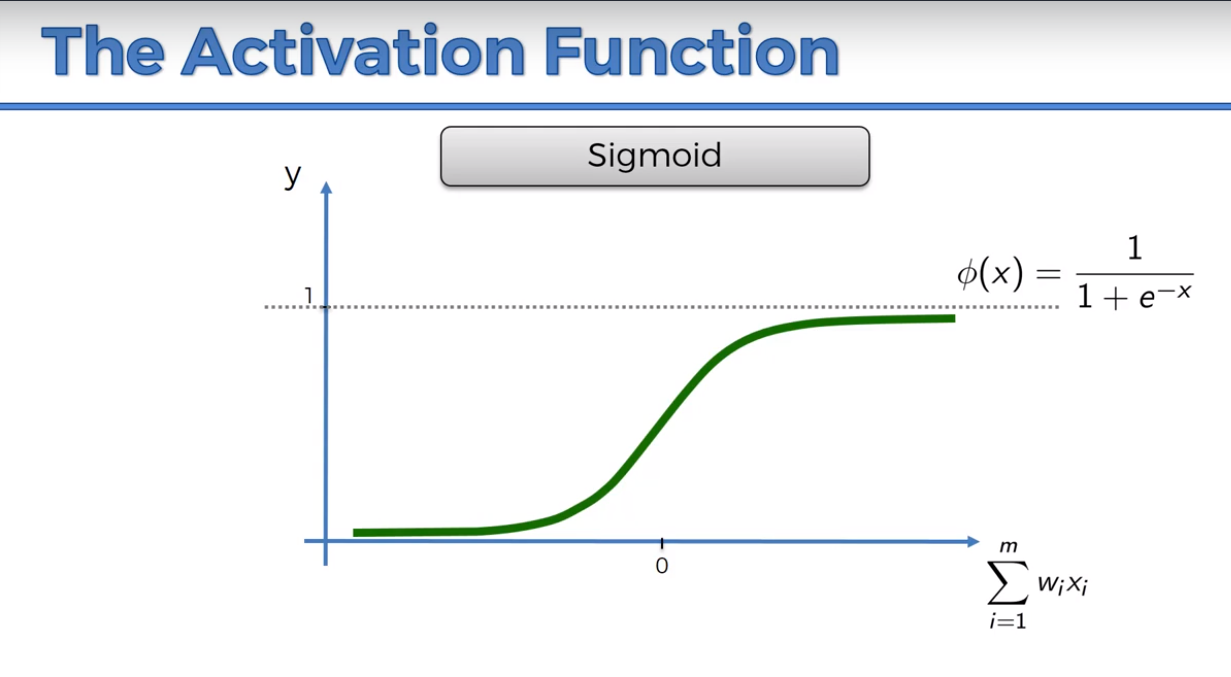 The Activation Function
Sigmoid
y
1
ϕ(x) = 1 / (1 + e^{−x})
0
∑_{i=1}^{m} w_i x_i